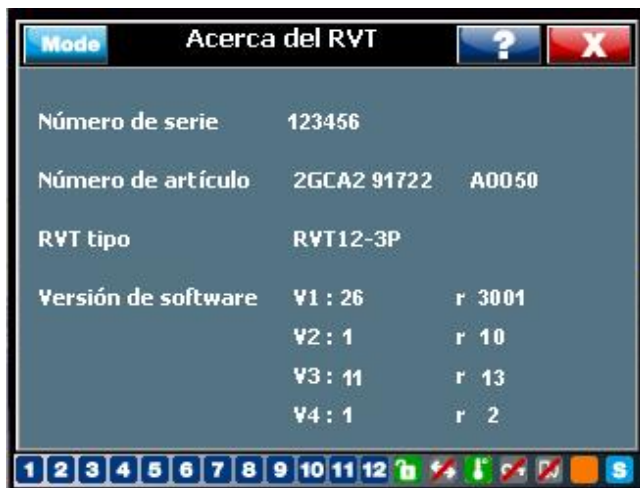 Mode Acerca del RVT ? X
Número de serie 123456
Número de artículo 2GCA2 91722 A0050
RVT tipo RVT12-3P
Versión de software V1 : 26 r 3001
V2 : 1 r 10
V3 : 11 r 13
V4 : 1 r 2
1 2 3 4 5 6 7 8 9 10 11 12 S